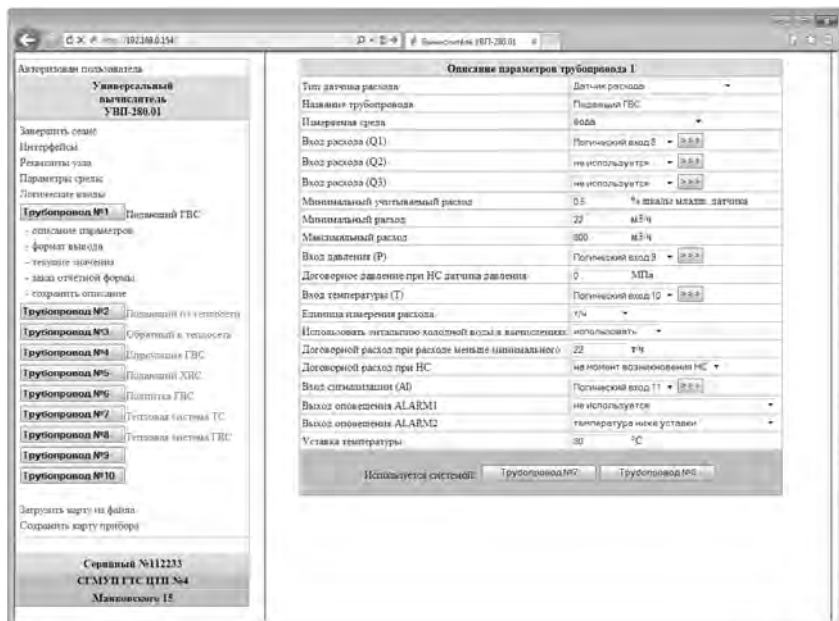 192.168.0.154
Вычислитель УВП-280.01
Авторизован пользователь
Универсальный
вычислитель
УВП-280.01
Завершить сеанс
Интерфейсы
Реквизиты узла
Параметры среды
Логические входы
Трубопровод №1 Подающий ГВС
- описание параметров
- формат вывода
- текущие значения
- заказ отчетной формы
- сохранить описание
Трубопровод №2 Подающий из теплосети
Трубопровод №3 Обратный в теплосеть
Трубопровод №4 Циркуляция ГВС
Трубопровод №5 Подающий ХВС
Трубопровод №6 Подпитка ГВС
Трубопровод №7 Тепловая система ТС
Трубопровод №8 Тепловая система ГВС
Трубопровод №9
Трубопровод №10
Загрузить карту из файла
Сохранить карту прибора
Серийный №112233
СГМУП ГТС ЦТП №4
Маяковского 15
Описание параметров трубопровода 1
Тип датчика расхода Датчик расхода
Название трубопровода Подающий ГВС
Измеряемая среда вода
Вход расхода (Q1) Логический вход 8 >>>
Вход расхода (Q2) не используется >>>
Вход расхода (Q3) не используется >>>
Минимальный учитываемый расход 0.5 % шкалы младш. датчика
Минимальный расход 22 м3/ч
Максимальный расход 800 м3/ч
Вход давления (P) Логический вход 9 >>>
Договорное давление при НС датчика давления 0 МПа
Вход температуры (T) Логический вход 10 >>>
Единица измерения расхода т/ч
Использовать энтальпию холодной воды в вычислениях использовать
Договорной расход при расходе меньше минимального 22 т/ч
Договорной расход при НС на момент возникновения НС
Вход сигнализации (AI) Логический вход 11 >>>
Выход оповещения ALARM1 не используется
Выход оповещения ALARM2 температура ниже уставки
Уставка температуры °C
Используется системой: Трубопровод №7 Трубопровод №8